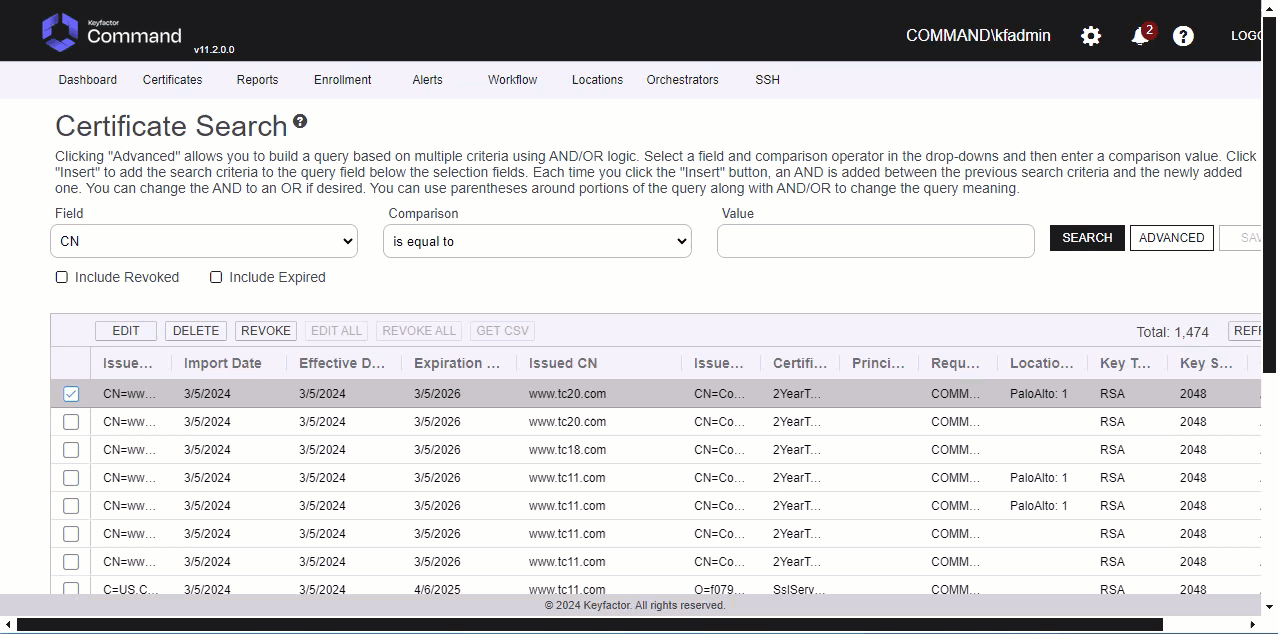 Keyfactor
Command
v11.2.0.0
COMMAND\kfadmin
2
?
LOGO
Dashboard Certificates Reports Enrollment Alerts Workflow Locations Orchestrators SSH
Certificate Search ?
Clicking "Advanced" allows you to build a query based on multiple criteria using AND/OR logic. Select a field and comparison operator in the drop-downs and then enter a comparison value. Click
"Insert" to add the search criteria to the query field below the selection fields. Each time you click the "Insert" button, an AND is added between the previous search criteria and the newly added
one. You can change the AND to an OR if desired. You can use parentheses around portions of the query along with AND/OR to change the query meaning.
Field Comparison Value
CN is equal to SEARCH ADVANCED SAV
Include Revoked Include Expired
EDIT DELETE REVOKE EDIT ALL REVOKE ALL GET CSV Total: 1,474 REF
Issue... Import Date Effective D... Expiration ... Issued CN Issue... Certifi... Princi... Requ... Locatio... Key T... Key S...
CN=ww... 3/5/2024 3/5/2024 3/5/2026 www.tc20.com CN=Co... 2YearT... COMM... PaloAlto: 1 RSA 2048
CN=ww... 3/5/2024 3/5/2024 3/5/2026 www.tc20.com CN=Co... 2YearT... COMM... RSA 2048
CN=ww... 3/5/2024 3/5/2024 3/5/2026 www.tc18.com CN=Co... 2YearT... COMM... RSA 2048
CN=ww... 3/5/2024 3/5/2024 3/5/2026 www.tc11.com CN=Co... 2YearT... COMM... PaloAlto: 1 RSA 2048
CN=ww... 3/5/2024 3/5/2024 3/5/2026 www.tc11.com CN=Co... 2YearT... COMM... PaloAlto: 1 RSA 2048
CN=ww... 3/5/2024 3/5/2024 3/5/2026 www.tc11.com CN=Co... 2YearT... COMM... RSA 2048
CN=ww... 3/5/2024 3/5/2024 3/5/2026 www.tc11.com CN=Co... 2YearT... COMM... RSA 2048
C=US,C... 3/5/2024 3/5/2024 4/6/2025 www.tc11.com O=f079... SslServ... COMM... RSA 2048
© 2024 Keyfactor. All rights reserved.